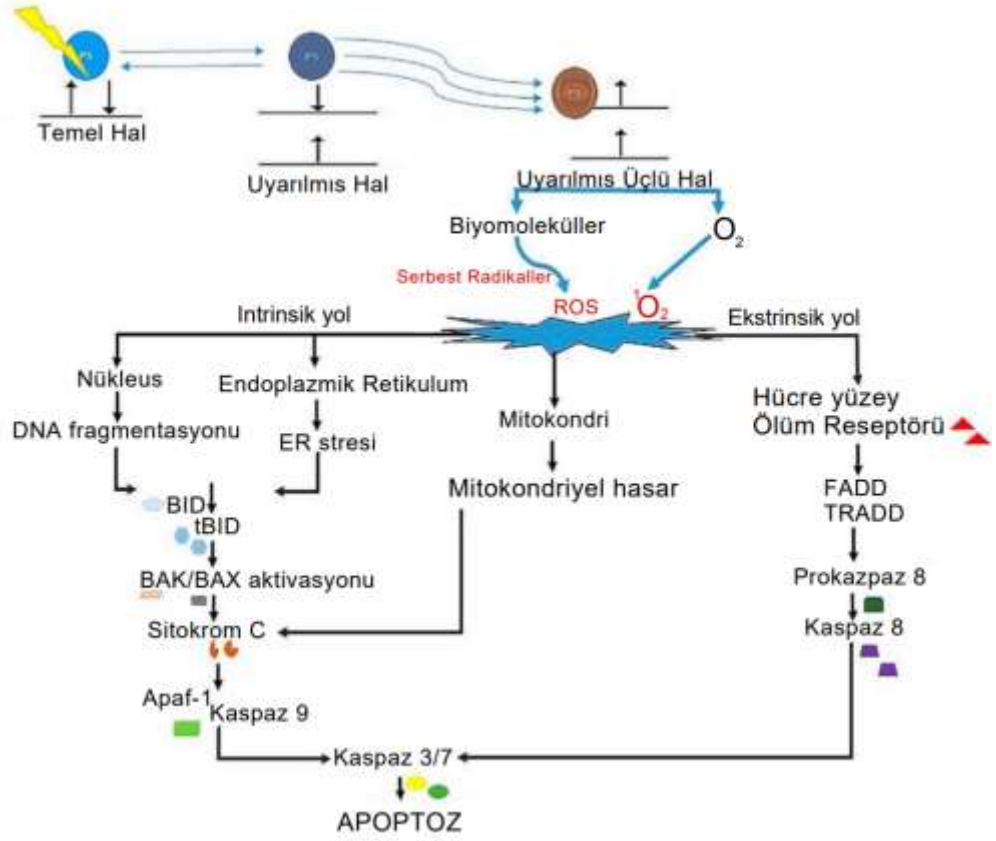 Temel Hal
Uyarılmıs Hal
Uyarılmıs Üçlü Hal
Biyomoleküller
O₂
Serbest Radikaller
ROS
¹O₂
Intrinsik yol
Ekstrinsik yol
Nükleus
Endoplazmik Retikulum
Mitokondri
Hücre yüzey
Ölüm Reseptörü
DNA fragmentasyonu
ER stresi
Mitokondriyel hasar
FADD
TRADD
BID
tBID
BAK/BAX aktivasyonu
Prokazpaz 8
Sitokrom C
Kaspaz 8
Apaf-1
Kaspaz 9
Kaspaz 3/7
APOPTOZ